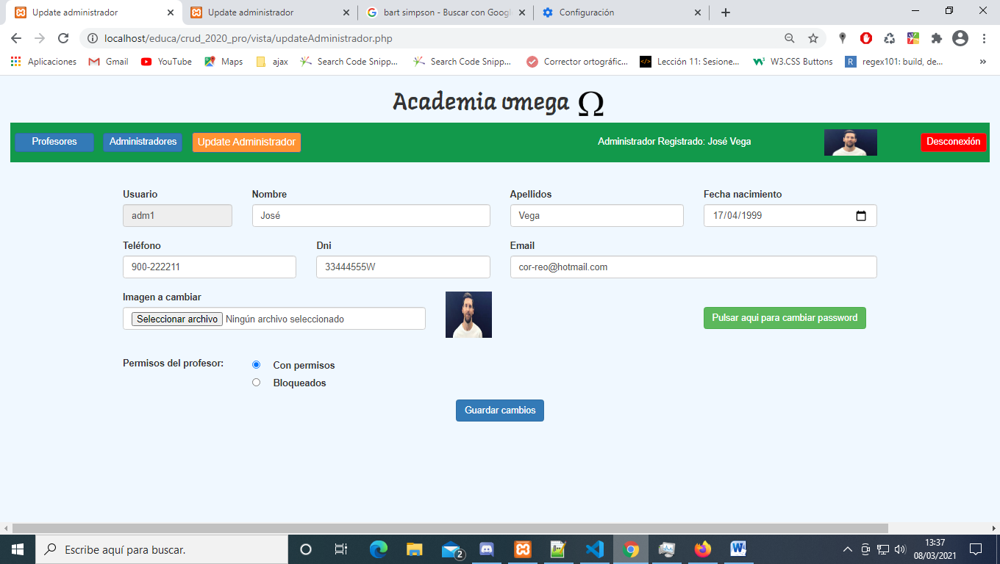 Update administrador
Update administrador
bart simpson - Buscar con Googl
Configuración
localhost/educa/crud_2020_pro/vista/updateAdministrador.php
Aplicaciones
Gmail
YouTube
Maps
ajax
Search Code Snipp...
Search Code Snipp...
Corrector ortográfic...
Lección 11: Sesione...
W3.CSS Buttons
R
regex101: build, de...
»
Academia omega Ω
Profesores
Administradores
Update Administrador
Administrador Registrado: José Vega
Desconexión
Usuario
Nombre
Apellidos
Fecha nacimiento
adm1
José
Vega
17/04/1999
Teléfono
Dni
Email
900-222211
33444555W
cor-reo@hotmail.com
Imagen a cambiar
Seleccionar archivo Ningún archivo seleccionado
Pulsar aqui para cambiar password
Permisos del profesor:
Con permisos
Bloqueados
Guardar cambios
Escribe aquí para buscar.
2
13:37
08/03/2021